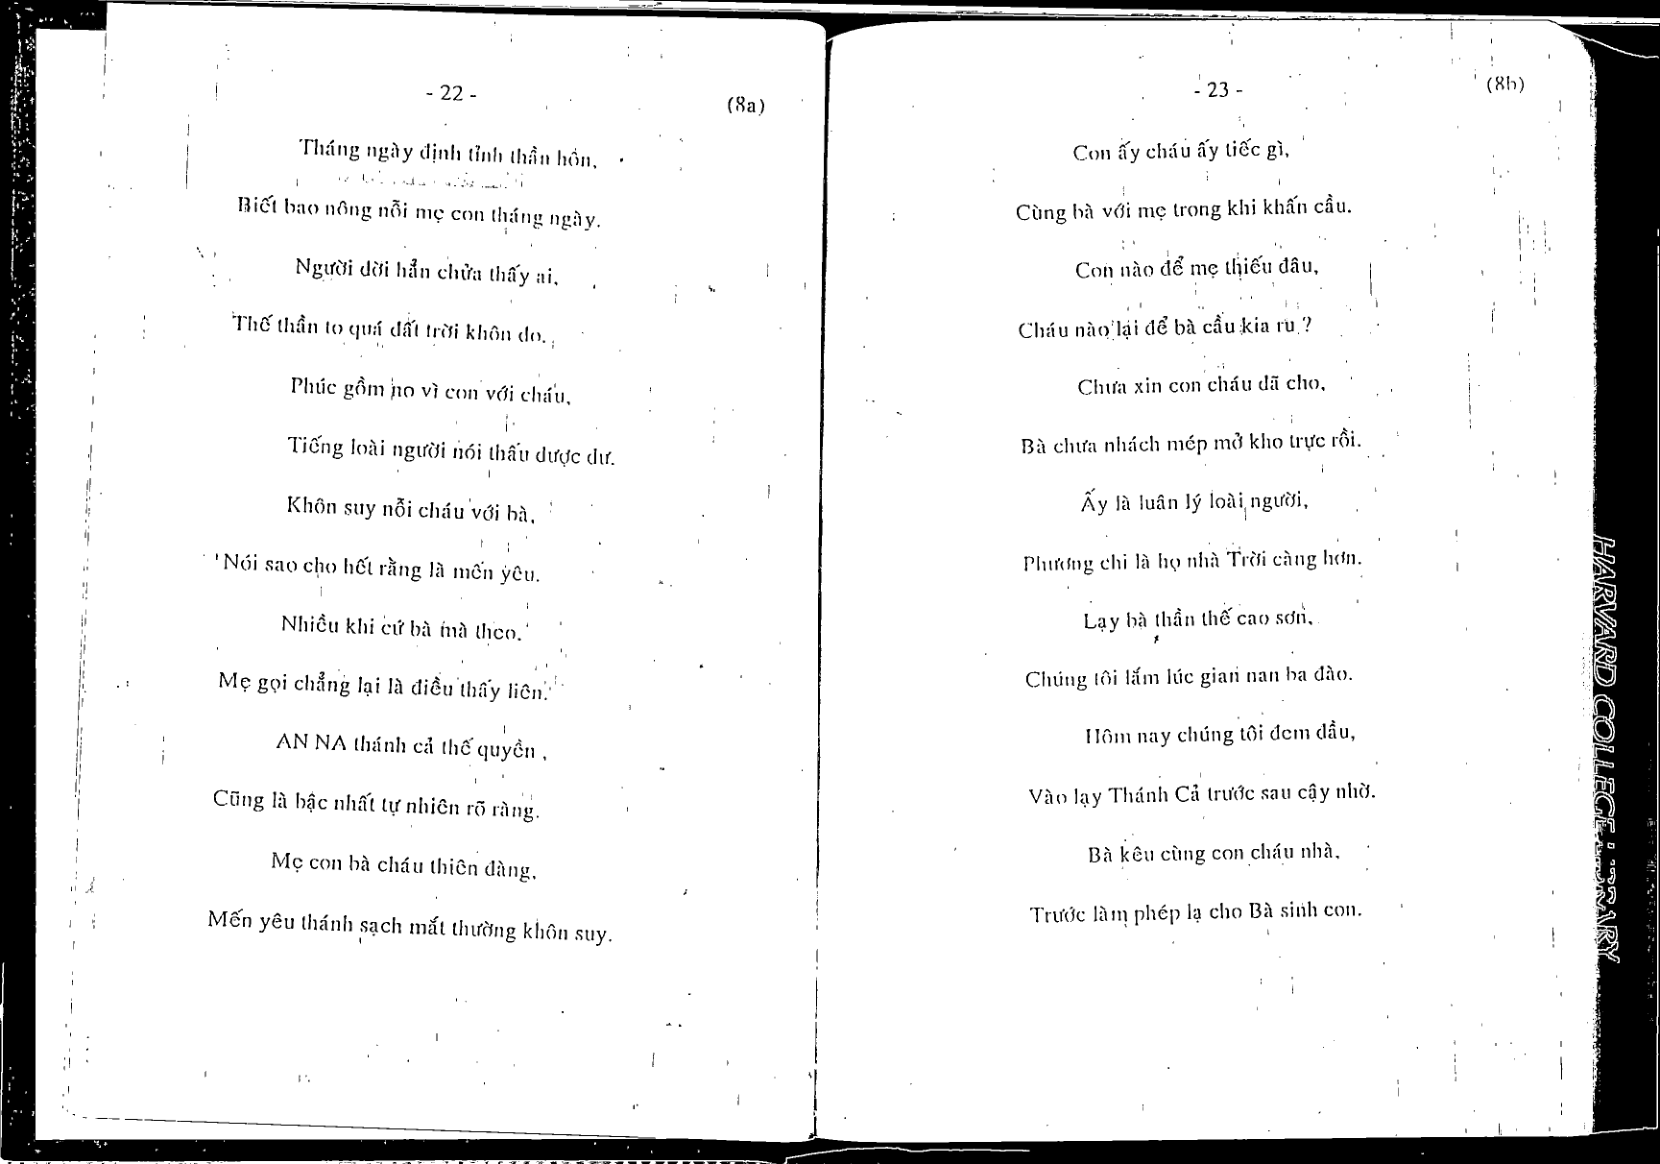 - 22 -
(8a)
Tháng ngày định tỉnh thần hôn,
Biết bao nông nỗi mẹ con tháng ngày.
Người đời hẳn chửa thấy ai,
Thế thần to quá đất trời khôn đo.
Phúc gồm no vì con với cháu,
Tiếng loài người nói thấu được dư.
Khôn suy nỗi cháu với bà,
Nói sao cho hết rằng là mến yêu.
Nhiều khi cứ bà mà theo.
Mẹ gọi chẳng lại là điều thấy liên.
AN NA thánh cả thế quyền ,
Cũng là bậc nhất tự nhiên rõ ràng.
Mẹ con bà cháu thiên đàng,
Mến yêu thánh sạch mắt thường khôn suy.
- 23 -
(8b)
Con ấy cháu ấy tiếc gì,
Cùng bà với mẹ trong khi khấn cầu.
Con nào để mẹ thiếu đâu,
Cháu nào lại để bà cầu kia ru ?
Chưa xin con cháu đã cho,
Bà chưa nhách mép mở kho trực rồi.
Ấy là luân lý loài người,
Phương chi là họ nhà Trời càng hơn.
Lạy bà thần thế cao sơn,
Chúng tôi lắm lúc gian nan ba đào.
Hôm nay chúng tôi đem dầu,
Vào lạy Thánh Cả trước sau cậy nhờ.
Bà kêu cùng con cháu nhà,
Trước làm phép lạ cho Bà sinh con.
HARVARD COLLEGE LIBRARY